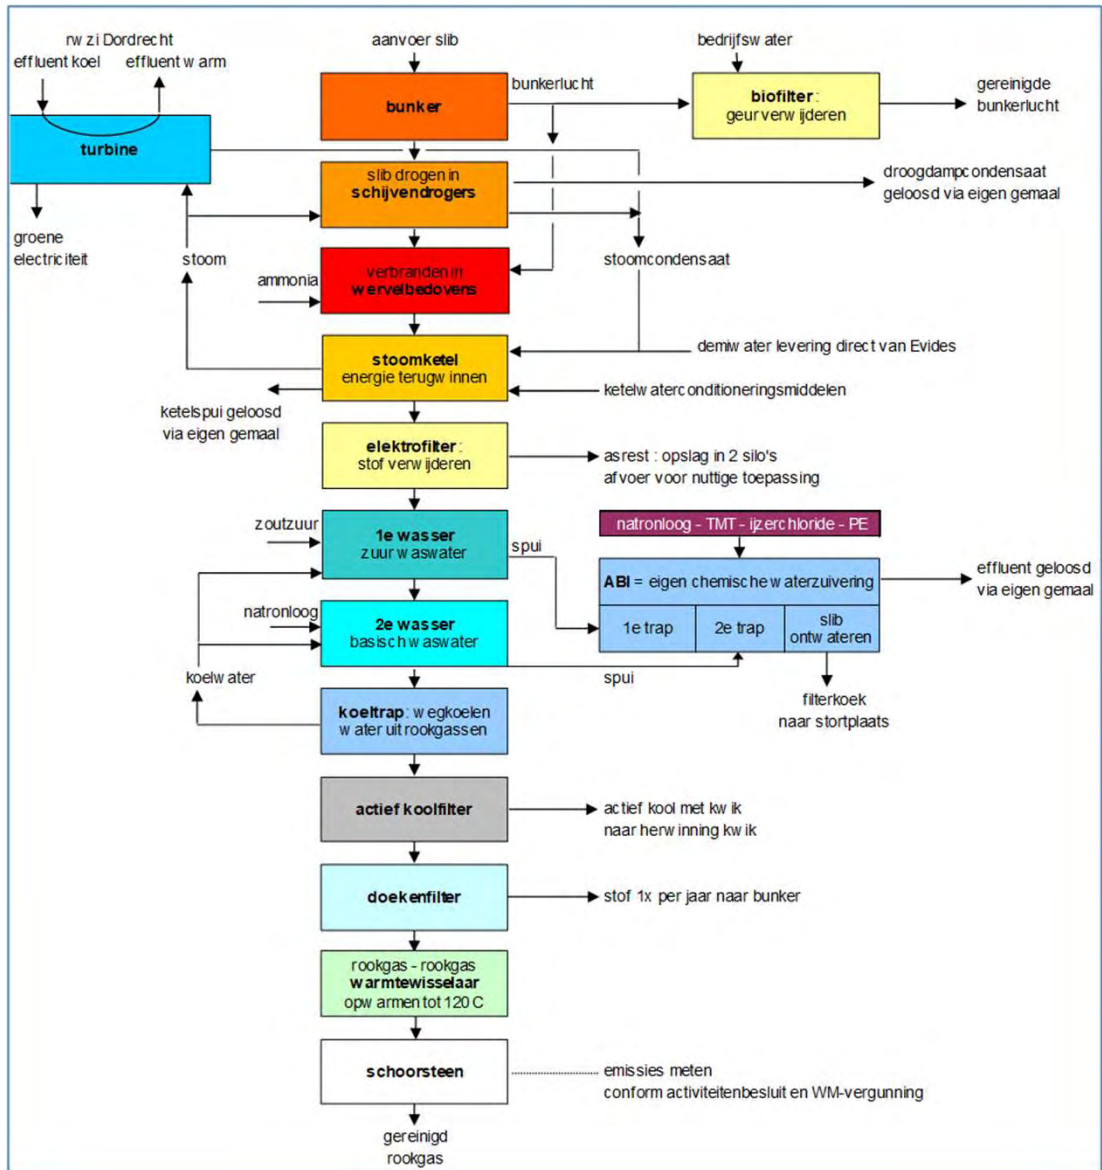 rwzi Dordrecht
effluent koel
effluent warm
aanvoer slib
bedrijfswater
bunker
bunkerlucht
biofilter :
geur verwijderen
gereinigde
bunkerlucht
turbine
slib drogen in
schijvendrogers
droogdampcondensaat
geloosd via eigen gemaal
groene
electriciteit
stoom
stoomcondensaat
verbranden in
wervelbedovens
ammonia
stoomketel
energie terugwinnen
demiwater levering direct van Evides
ketelwaterconditioneringsmiddelen
ketelspui geloosd
via eigen gemaal
elektrofilter :
stof verwijderen
asrest : opslag in 2 silo's
afvoer voor nuttige toepassing
zoutzuur
1e wasser
zuur waswater
spui
natronloog - TMT - ijzerchloride - PE
ABI = eigen chemische waterzuivering
1e trap
2e trap
slib
ontwateren
effluent geloosd
via eigen gemaal
natronloog
2e wasser
basisch waswater
spui
koelwater
filterkoek
naar stortplaats
koeltrap: wegkoelen
water uit rookgassen
actief koolfilter
actief kool met kwik
naar herwinning kwik
doekenfilter
stof 1x per jaar naar bunker
rookgas - rookgas
warmtewisselaar
opwarmen tot 120 C
schoorsteen
emissies meten
conform activiteitenbesluit en WM-vergunning
gereinigd
rookgas